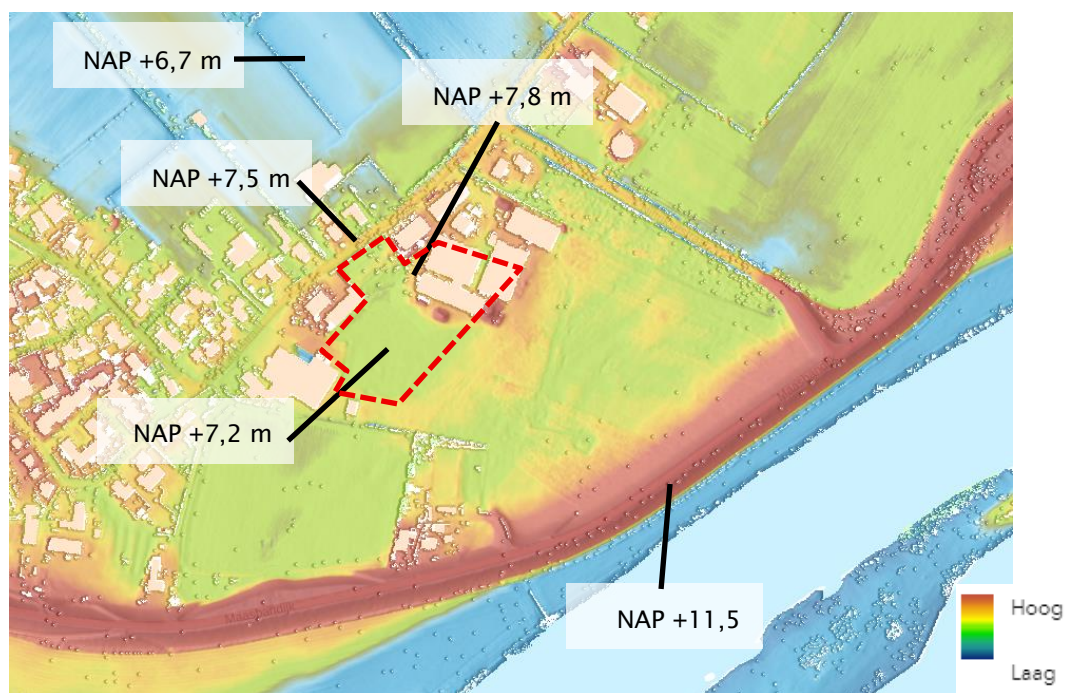 NAP +6,7 m
NAP +7,8 m
NAP +7,5 m
NAP +7,2 m
NAP +11,5
Hoog
Laag